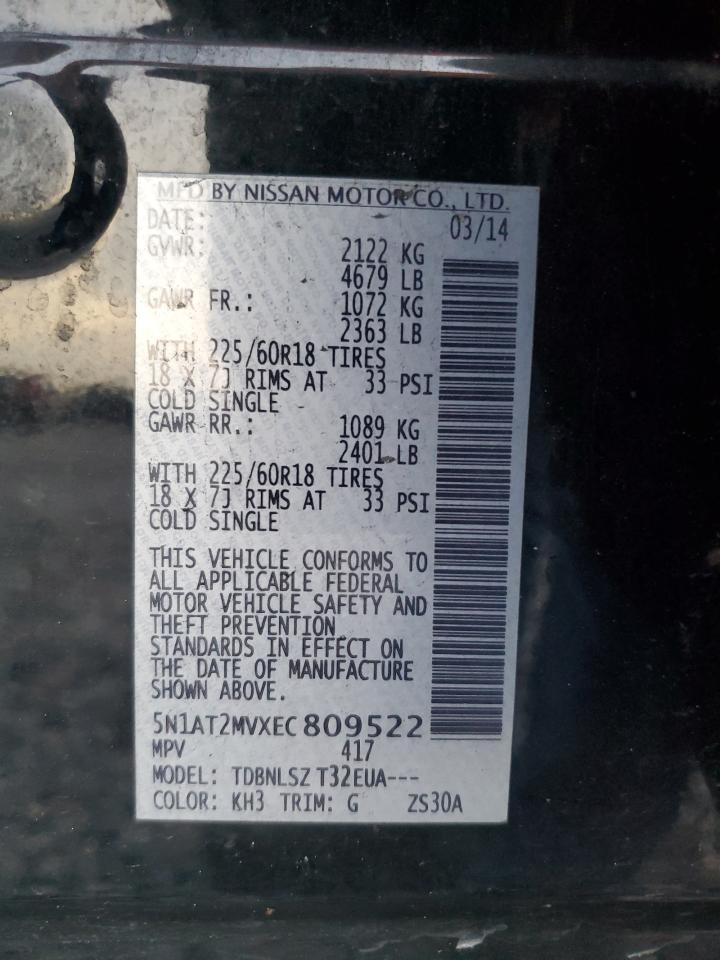 MFD BY NISSAN MOTOR CO., LTD.
DATE: 03/14
GVWR: 2122 KG
4679 LB
GAWR FR.: 1072 KG
2363 LB
WITH 225/60R18 TIRES
18 X 7J RIMS AT 33 PSI
COLD SINGLE
GAWR RR.: 1089 KG
2401 LB
WITH 225/60R18 TIRES
18 X 7J RIMS AT 33 PSI
COLD SINGLE
THIS VEHICLE CONFORMS TO
ALL APPLICABLE FEDERAL
MOTOR VEHICLE SAFETY AND
THEFT PREVENTION
STANDARDS IN EFFECT ON
THE DATE OF MANUFACTURE
SHOWN ABOVE.
5N1AT2MVXEC809522
MPV 417
MODEL: TDBNLSZ T32EUA---
COLOR: KH3 TRIM: G ZS30A